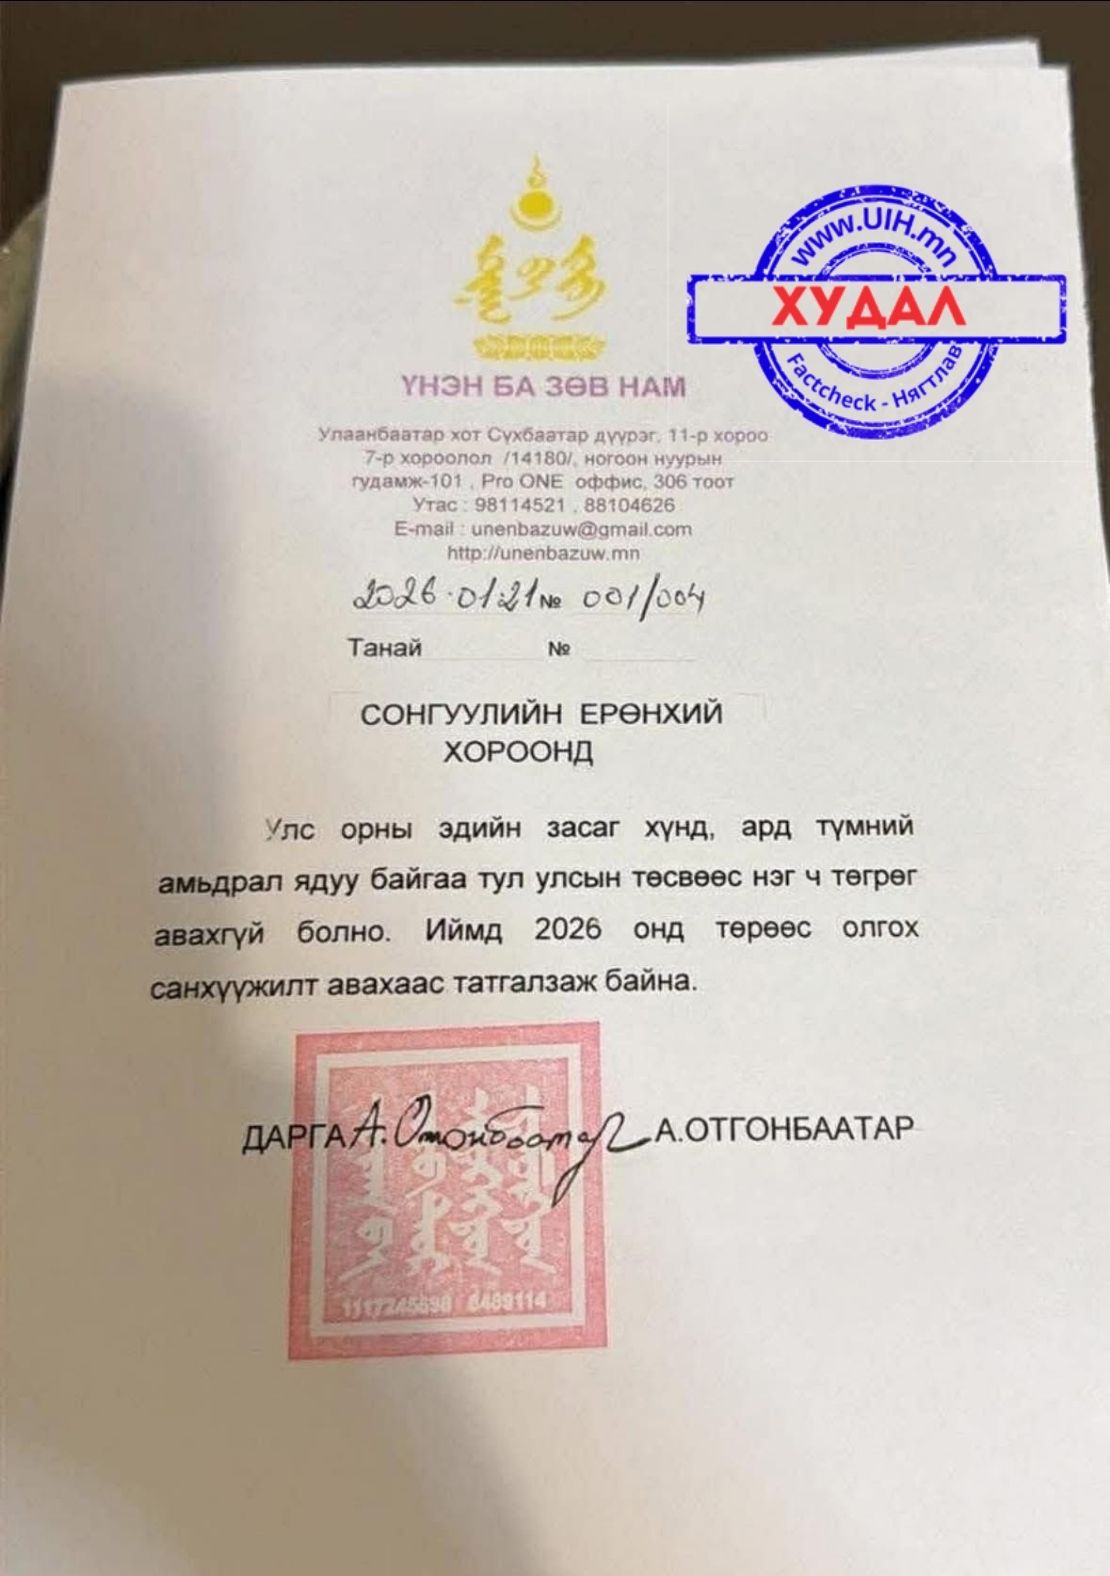 www.UIH.mn
ХУДАЛ
Factcheck - Нягтлав
ҮНЭН БА ЗӨВ НАМ
Улаанбаатар хот Сүхбаатар дүүрэг, 11-р хороо
7-р хороолол /14180/, ногоон нуурын
гудамж-101 , Pro ONE оффис, 306 тоот
Утас : 98114521 , 88104626
E-mail : unenbazuw@gmail.com
http://unenbazuw.mn
2026.01.21 № 001/004
Танай № 
СОНГУУЛИЙН ЕРӨНХИЙ
ХОРООНД
Улс орны эдийн засаг хүнд, ард түмний
амьдрал ядуу байгаа тул улсын төсвөөс нэг ч төгрөг
авахгүй болно. Иймд 2026 онд төрөөс олгох
санхүүжилт авахаас татгалзаж байна.
ДАРГА А. Отгонбаатар А.ОТГОНБААТАР